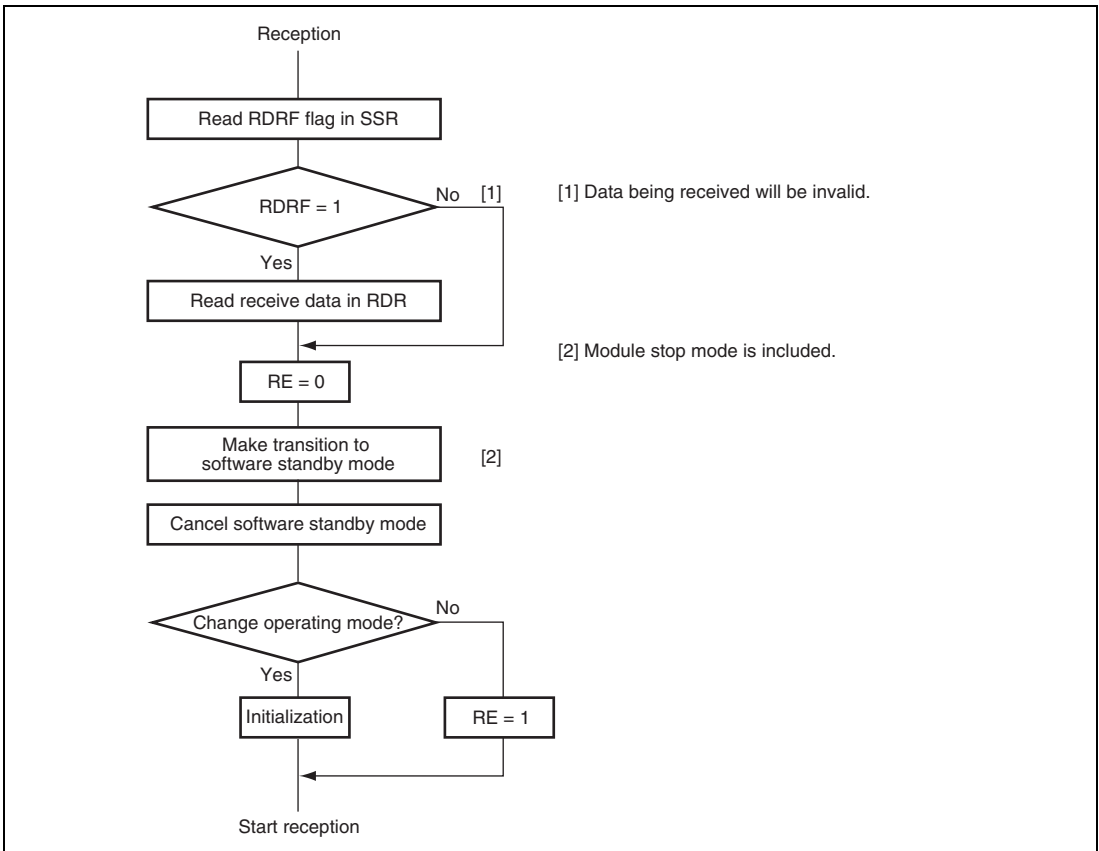 Reception
Read RDRF flag in SSR
No [1]
[1] Data being received will be invalid.
RDRF = 1
Yes
Read receive data in RDR
[2] Module stop mode is included.
RE = 0
Make transition to
software standby mode
[2]
Cancel software standby mode
No
Change operating mode?
Yes
Initialization
RE = 1
Start reception